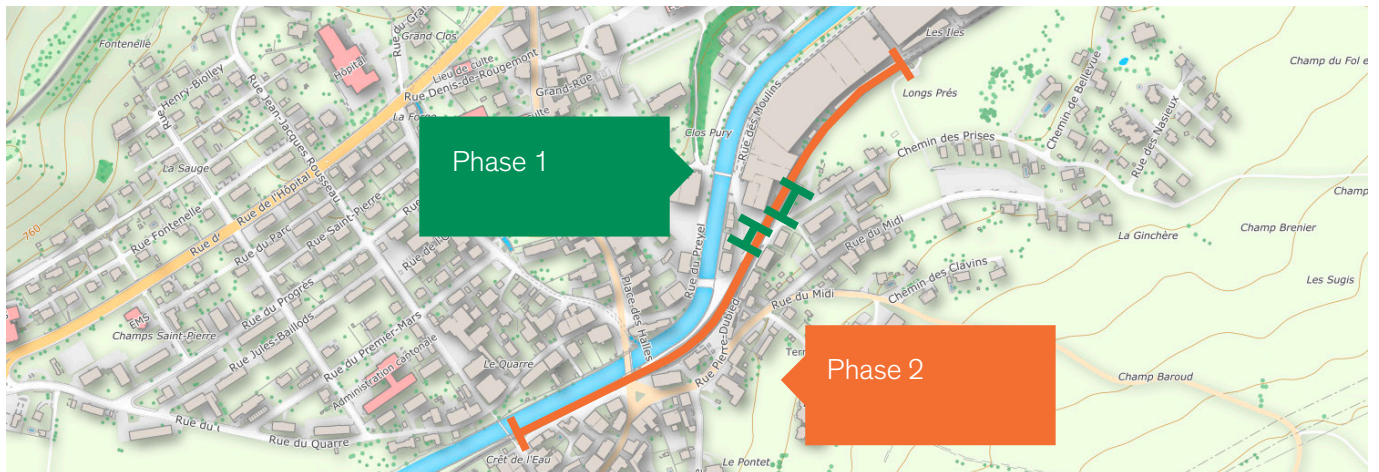 Fontenelle
Rue Henry-Biolley
Rue Jean-Jacques Rousseau
La Sauge
Rue Fontenelle
Rue de l'Hôpital
Hôpital
Grand Clos
Lieu de culte
Rue Denis-de-Rougemont
Grand-Rue
La Forge
Clos Pury
Rue des Moulins
Les Iles
Longs Prés
Champ du Fol e
Chemin de Bellevue
Rue des Nasieux
Chemin des Prises
Phase 1
Rue du Parc
Rue Saint-Pierre
Rue du Preyel
Rue du Midi
La Ginchère
Champ Brenier
Champ
Les Sugis
760
Rue du Progrès
EMS
Champs Saint-Pierre
Rue Jules-Baillods
Rue du Premier-Mars
Administration cantonale
Le Quarre
Place des Halles
Rue Pierre-Dubied
Rue du Midi
Chemin des Clavins
Phase 2
Champ Baroud
Rue du Quarre
Crêt de l'Eau
Le Pontet